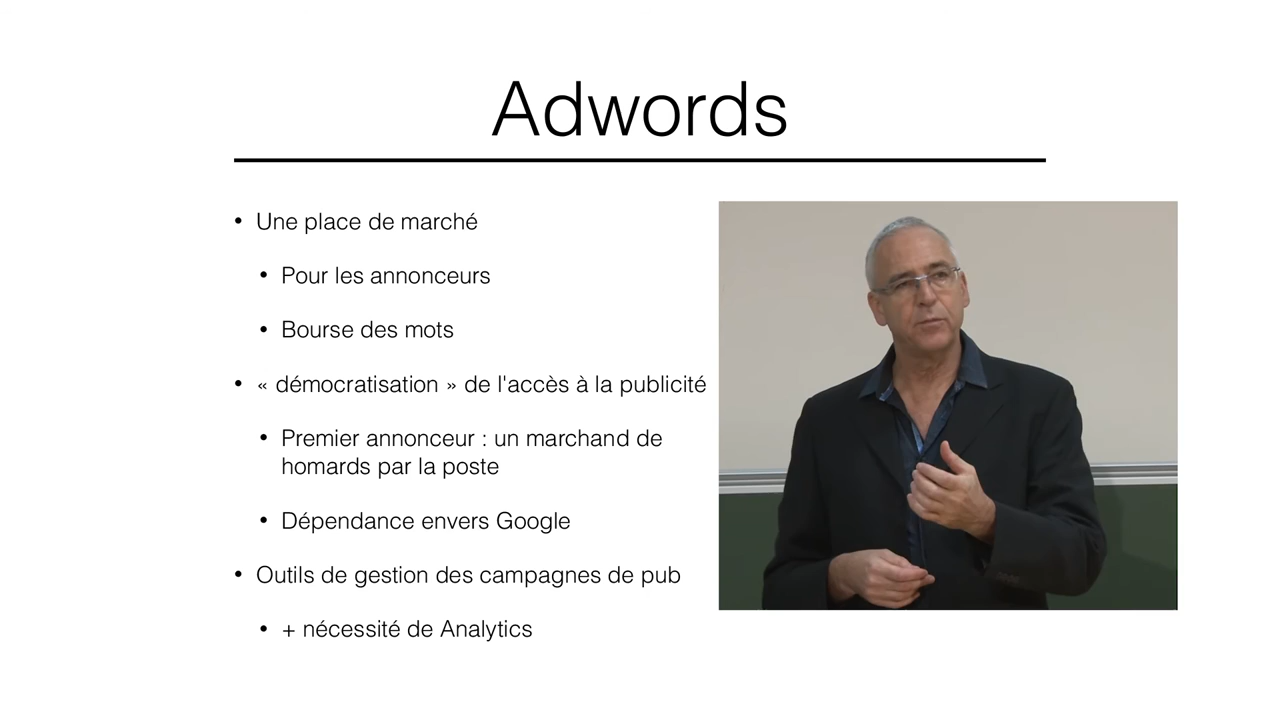 Adwords
• Une place de marché
• Pour les annonceurs
• Bourse des mots
• « démocratisation » de l'accès à la publicité
• Premier annonceur : un marchand de
homards par la poste
• Dépendance envers Google
• Outils de gestion des campagnes de pub
• + nécessité de Analytics